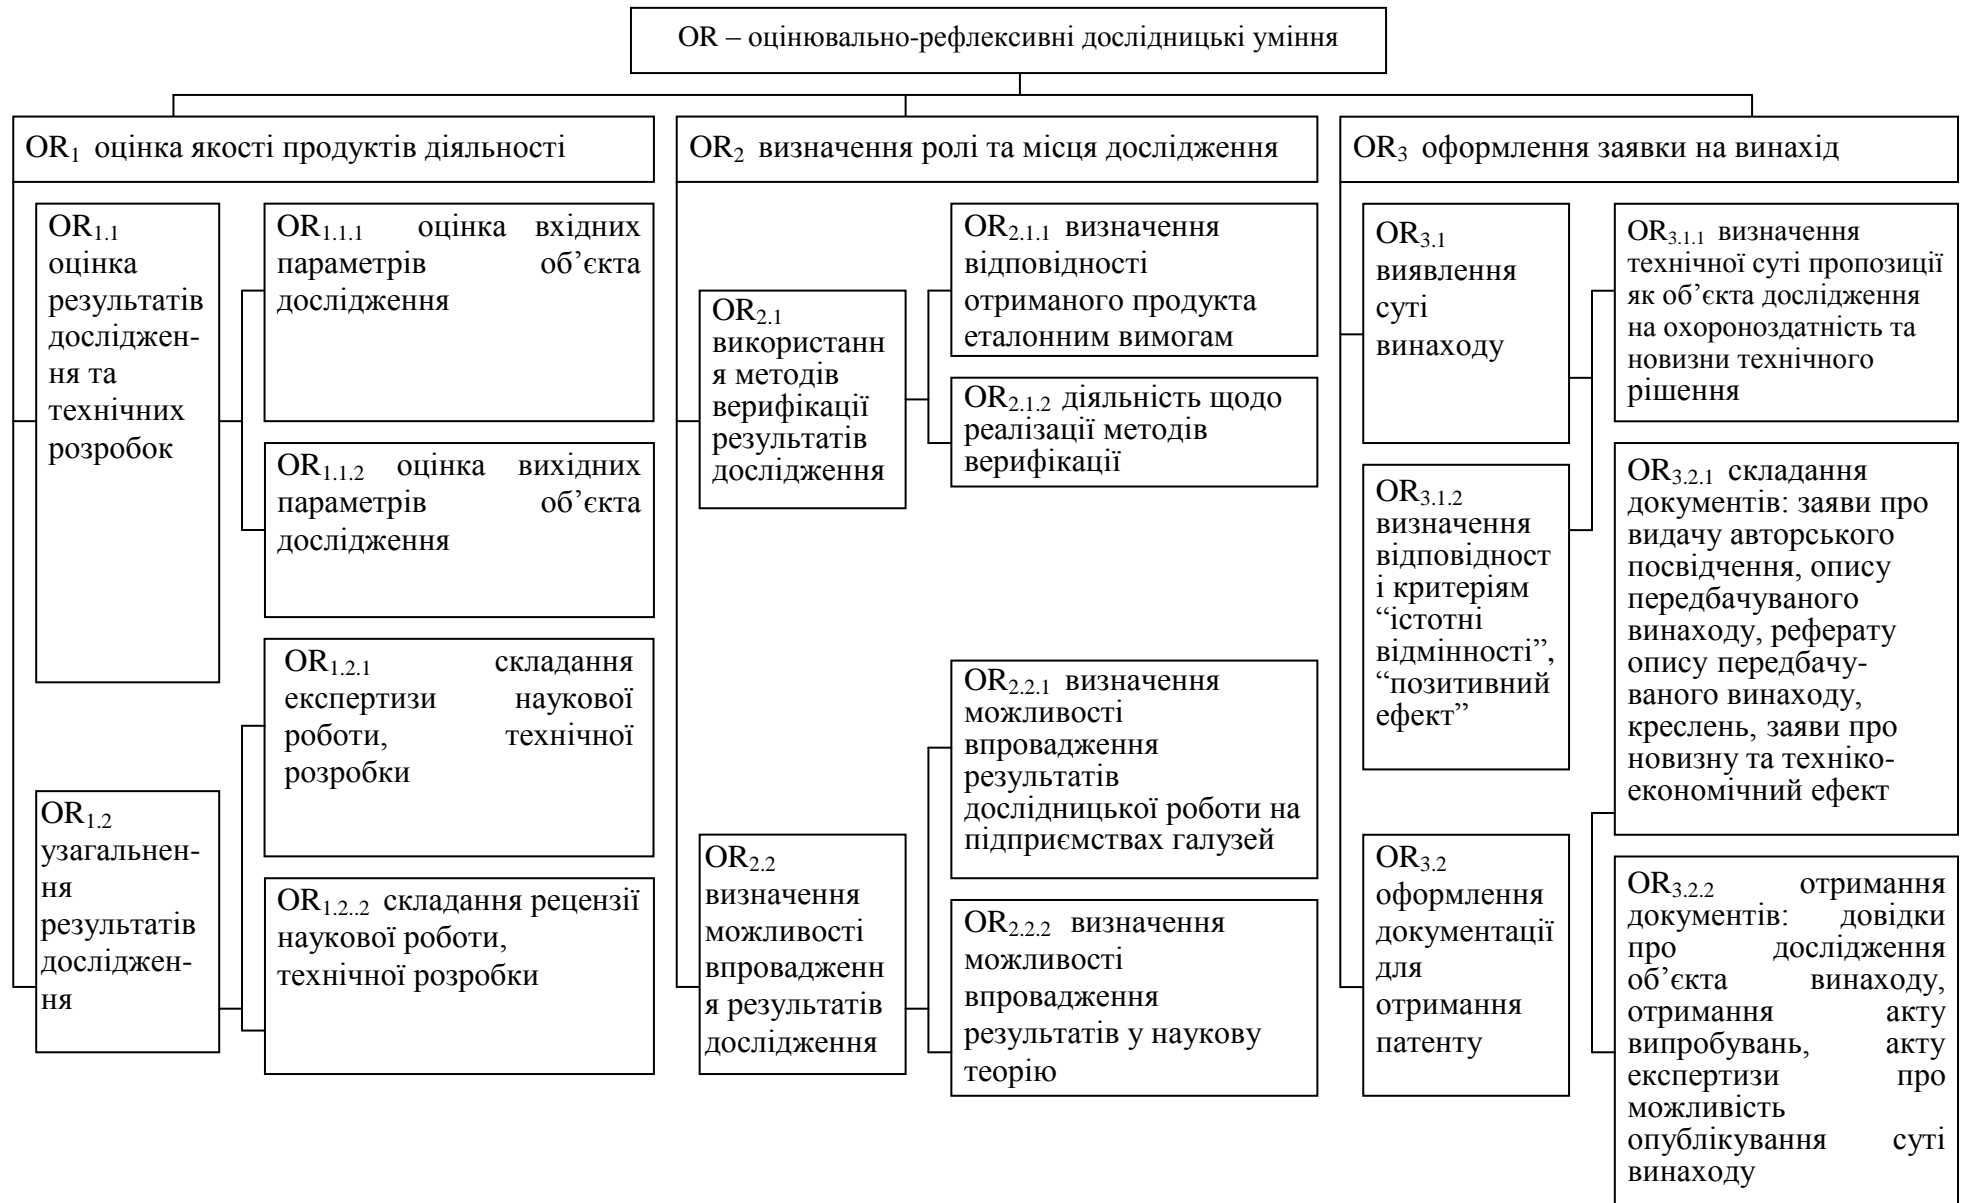 OR – оцінювально-рефлексивні дослідницькі уміння
OR1 оцінка якості продуктів діяльності
OR1.1
оцінка
результатів
дослiджен-
ня та
технічних
розробок
OR1.1.1 оцінка вхідних
параметрів об’єкта
дослідження
OR1.1.2 оцінка вихідних
параметрів об’єкта
дослідження
OR1.2
узагальнен-
ня
результатів
дослiджен-
ня
OR1.2.1 складання
експертизи наукової
роботи, технічної
розробки
OR1.2..2 складання рецензії
наукової роботи,
технічної розробки
OR2 визначення ролі та місця дослідження
OR2.1
використанн
я методів
верифікації
результатів
дослідження
OR2.1.1 визначення
відповідності
отриманого продукта
еталонним вимогам
OR2.1.2 діяльність щодо
реалізації методів
верифікації
OR2.2
визначення
можливості
впровадженн
я результатів
дослідження
OR2.2.1 визначення
можливості
впровадження
результатів
дослідницької роботи на
підприємствах галузей
OR2.2.2 визначення
можливості
впровадження
результатів у наукову
теорію
OR3 оформлення заявки на винахід
OR3.1
виявлення
суті
винаходу
OR3.1.1 визначення
технічної суті пропозиції
як об’єкта дослідження
на охороноздатність та
новизни технічного
рішення
OR3.1.2
визначення
відповідност
і критеріям
“істотні
відмінності”,
“позитивний
ефект”
OR3.2
оформлення
документації
для
отримання
патенту
OR3.2.1 складання
документів: заяви про
видачу авторського
посвідчення, опису
передбачуваного
винаходу, реферату
опису передбачу-
ваного винаходу,
креслень, заяви про
новизну та техніко-
економічний ефект
OR3.2.2 отримання
документів: довідки
про дослідження
об’єкта винаходу,
отримання акту
випробувань, акту
експертизи про
можливість
опублікування суті
винаходу